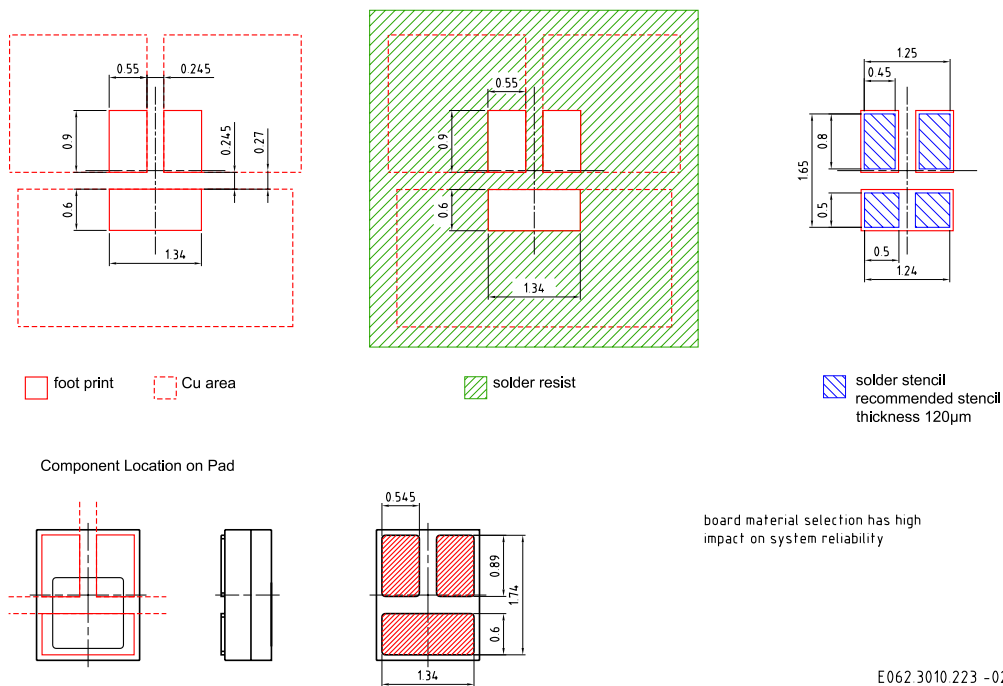 0.55
0.245
0.9
0.245
0.27
0.6
1.34
0.55
0.9
0.6
1.34
1.25
0.45
0.8
1.65
0.5
0.5
1.24
foot print
Cu area
solder resist
solder stencil
recommended stencil
thickness 120µm
Component Location on Pad
0.545
0.89
1.74
0.6
1.34
board material selection has high
impact on system reliability
E062.3010.223 -02